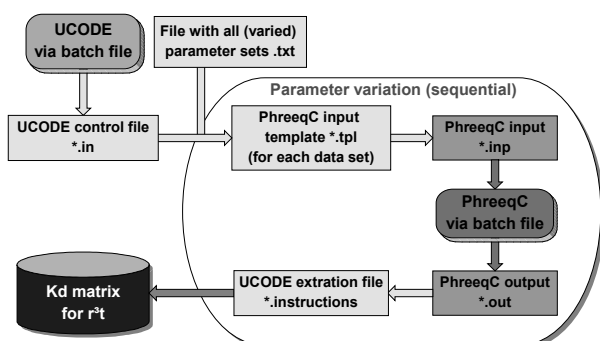 UCODE
via batch file
File with all (varied)
parameter sets .txt
Parameter variation (sequential)
UCODE control file
*.in
PhreeqC input
template *.tpl
(for each data set)
PhreeqC input
*.inp
PhreeqC
via batch file
Kd matrix
for r³t
UCODE extration file
*.instructions
PhreeqC output
*.out